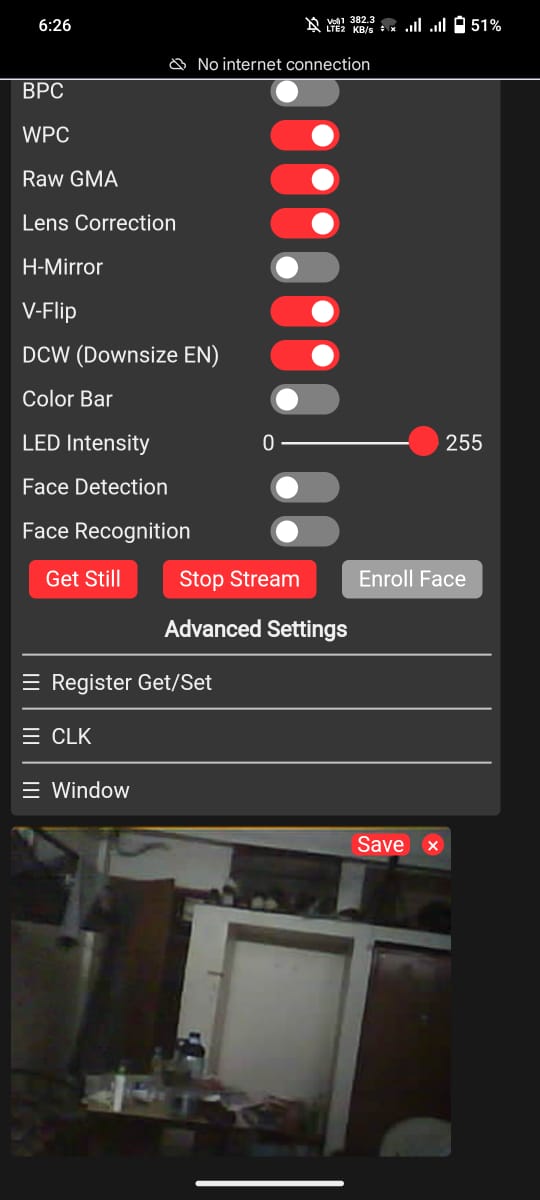 6:26
Vo)) 1 LTE2 382.3 KB/s 51%
No internet connection
BPC
WPC
Raw GMA
Lens Correction
H-Mirror
V-Flip
DCW (Downsize EN)
Color Bar
LED Intensity 0 255
Face Detection
Face Recognition
Get Still Stop Stream Enroll Face
Advanced Settings
☰ Register Get/Set
☰ CLK
☰ Window
Save ×